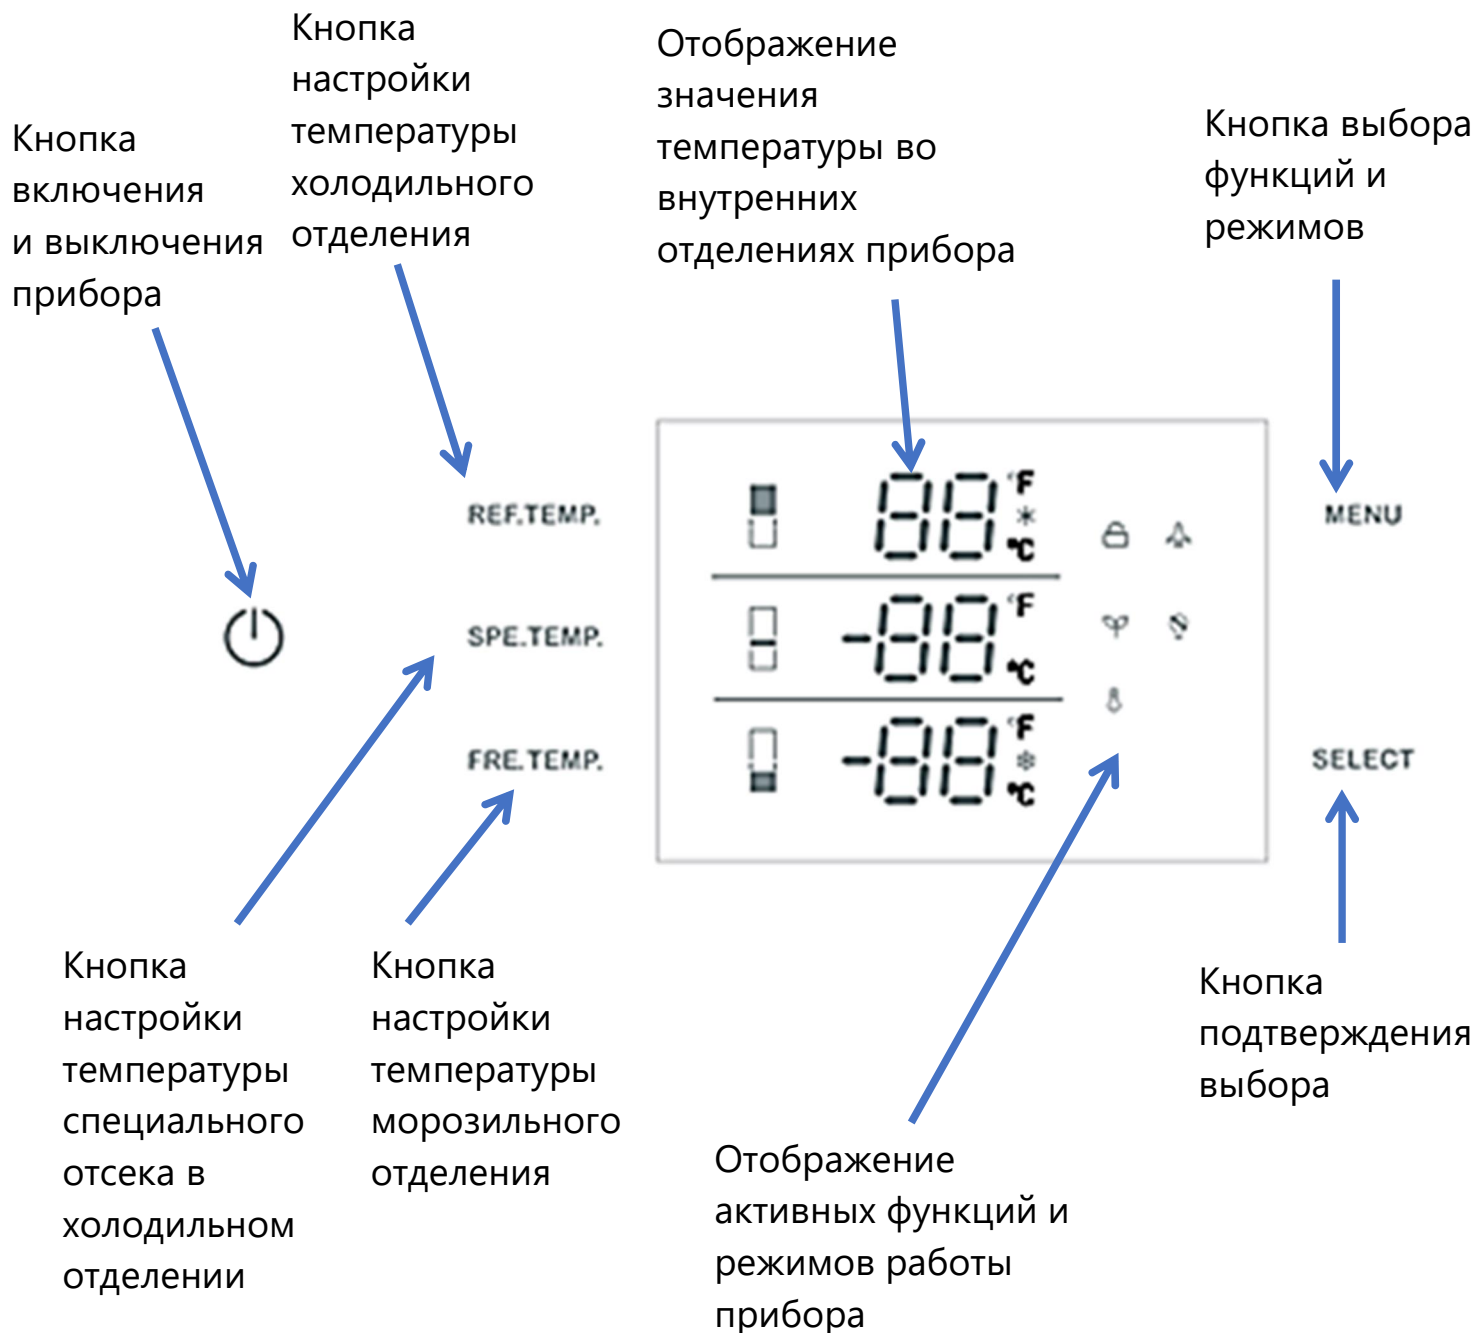 Кнопка
настройки
температуры
холодильного
отделения
Отображение
значения
температуры во
внутренних
отделениях прибора
Кнопка выбора
функций и
режимов
Кнопка
включения
и выключения
прибора
REF.TEMP.
SPE.TEMP.
FRE.TEMP.
88 °F
°C
-88 °F
°C
-88 °F
°C
MENU
SELECT
Кнопка
настройки
температуры
специального
отсека в
холодильном
отделении
Кнопка
настройки
температуры
морозильного
отделения
Отображение
активных функций и
режимов работы
прибора
Кнопка
подтверждения
выбора